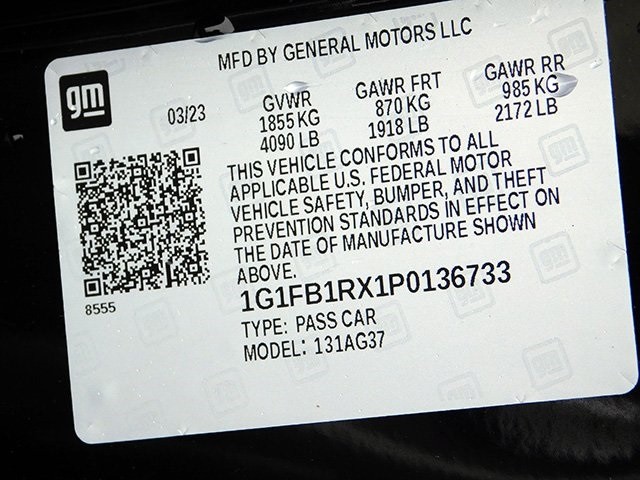 MFD BY GENERAL MOTORS LLC
gm
03/23
GVWR
1855 KG
4090 LB
GAWR FRT
870 KG
1918 LB
GAWR RR
985 KG
2172 LB
THIS VEHICLE CONFORMS TO ALL
APPLICABLE U.S. FEDERAL MOTOR
VEHICLE SAFETY, BUMPER, AND THEFT
PREVENTION STANDARDS IN EFFECT ON
THE DATE OF MANUFACTURE SHOWN
ABOVE.
8555
1G1FB1RX1P0136733
TYPE: PASS CAR
MODEL: 131AG37